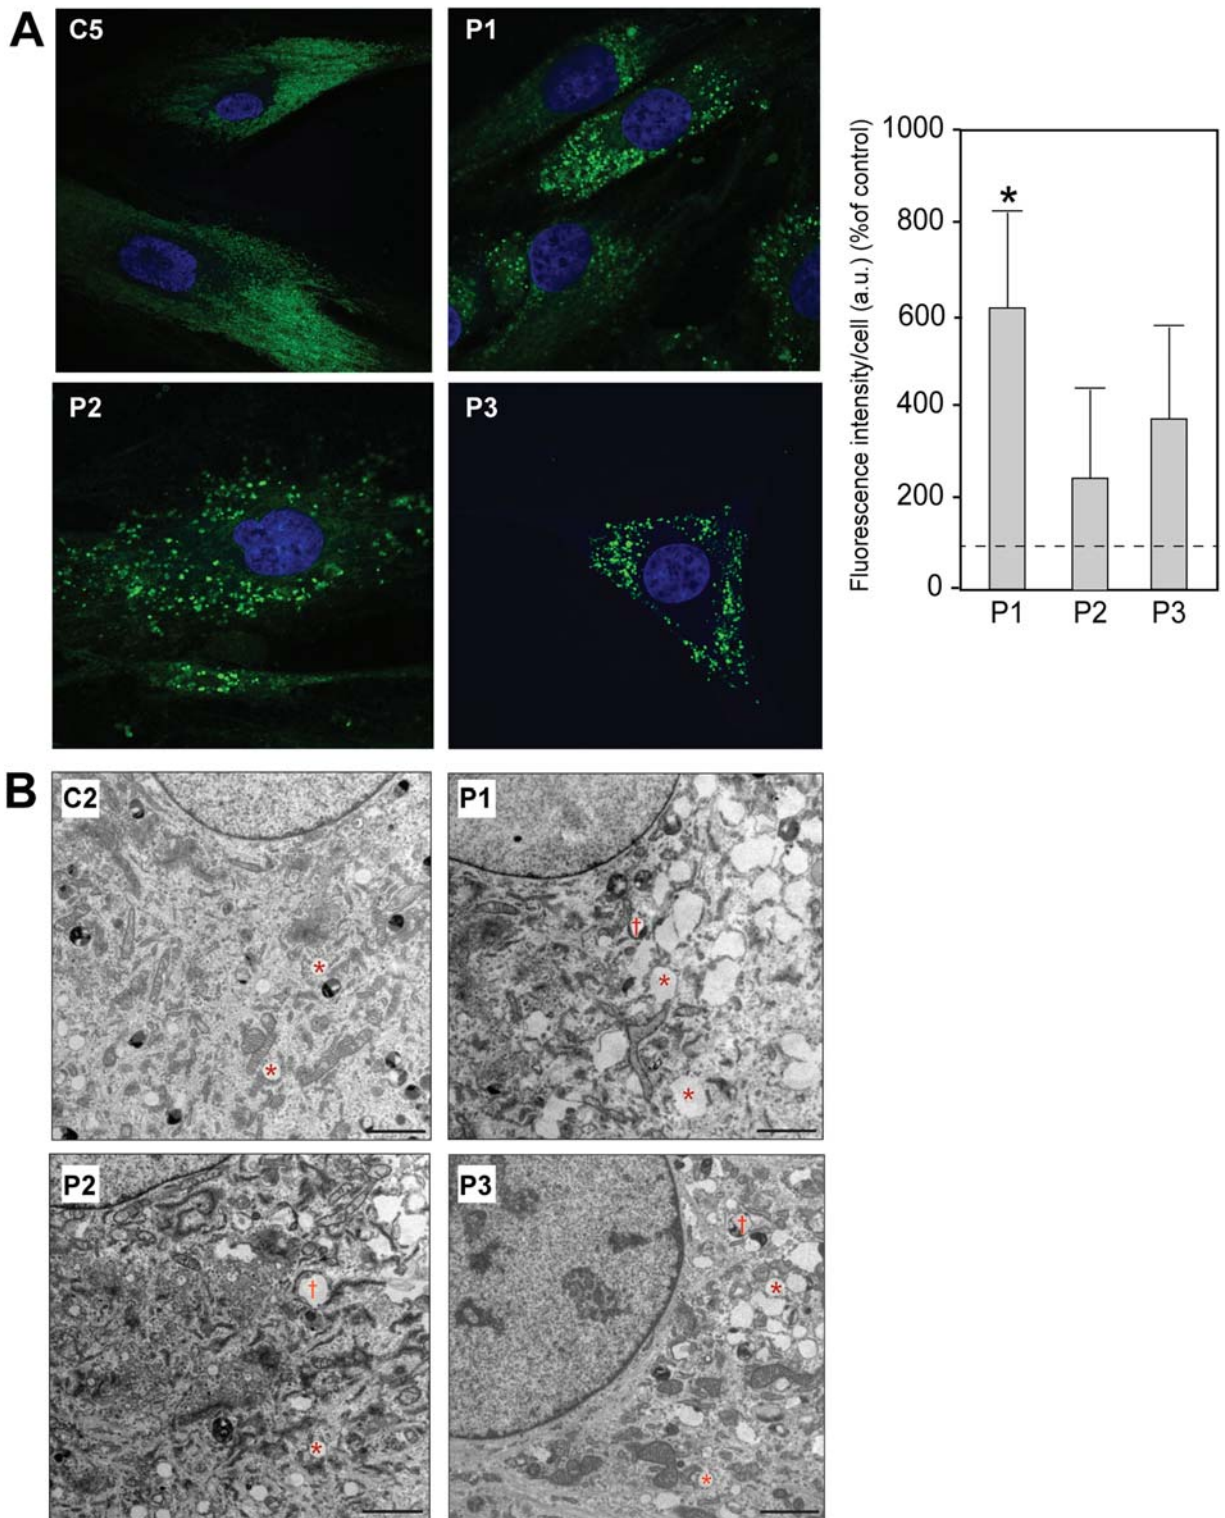 A
C5
P1
P2
P3
Fluorescence intensity/cell (a.u.) (%of control)
1000
800
600
400
200
0
*
P1 P2 P3
B
C2
*
*
P1
†
*
*
P2
†
*
P3
†
*
*